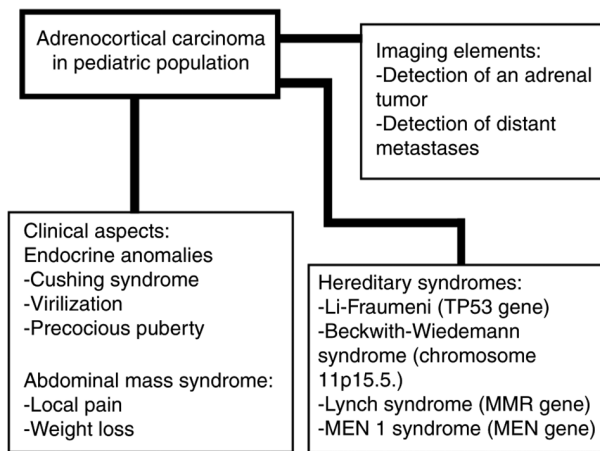 Adrenocortical carcinoma
in pediatric population
Imaging elements:
-Detection of an adrenal
tumor
-Detection of distant
metastases
Clinical aspects:
Endocrine anomalies
-Cushing syndrome
-Virilization
-Precocious puberty
Abdominal mass syndrome:
-Local pain
-Weight loss
Hereditary syndromes:
-Li-Fraumeni (TP53 gene)
-Beckwith-Wiedemann
syndrome (chromosome
11p15.5.)
-Lynch syndrome (MMR gene)
-MEN 1 syndrome (MEN gene)